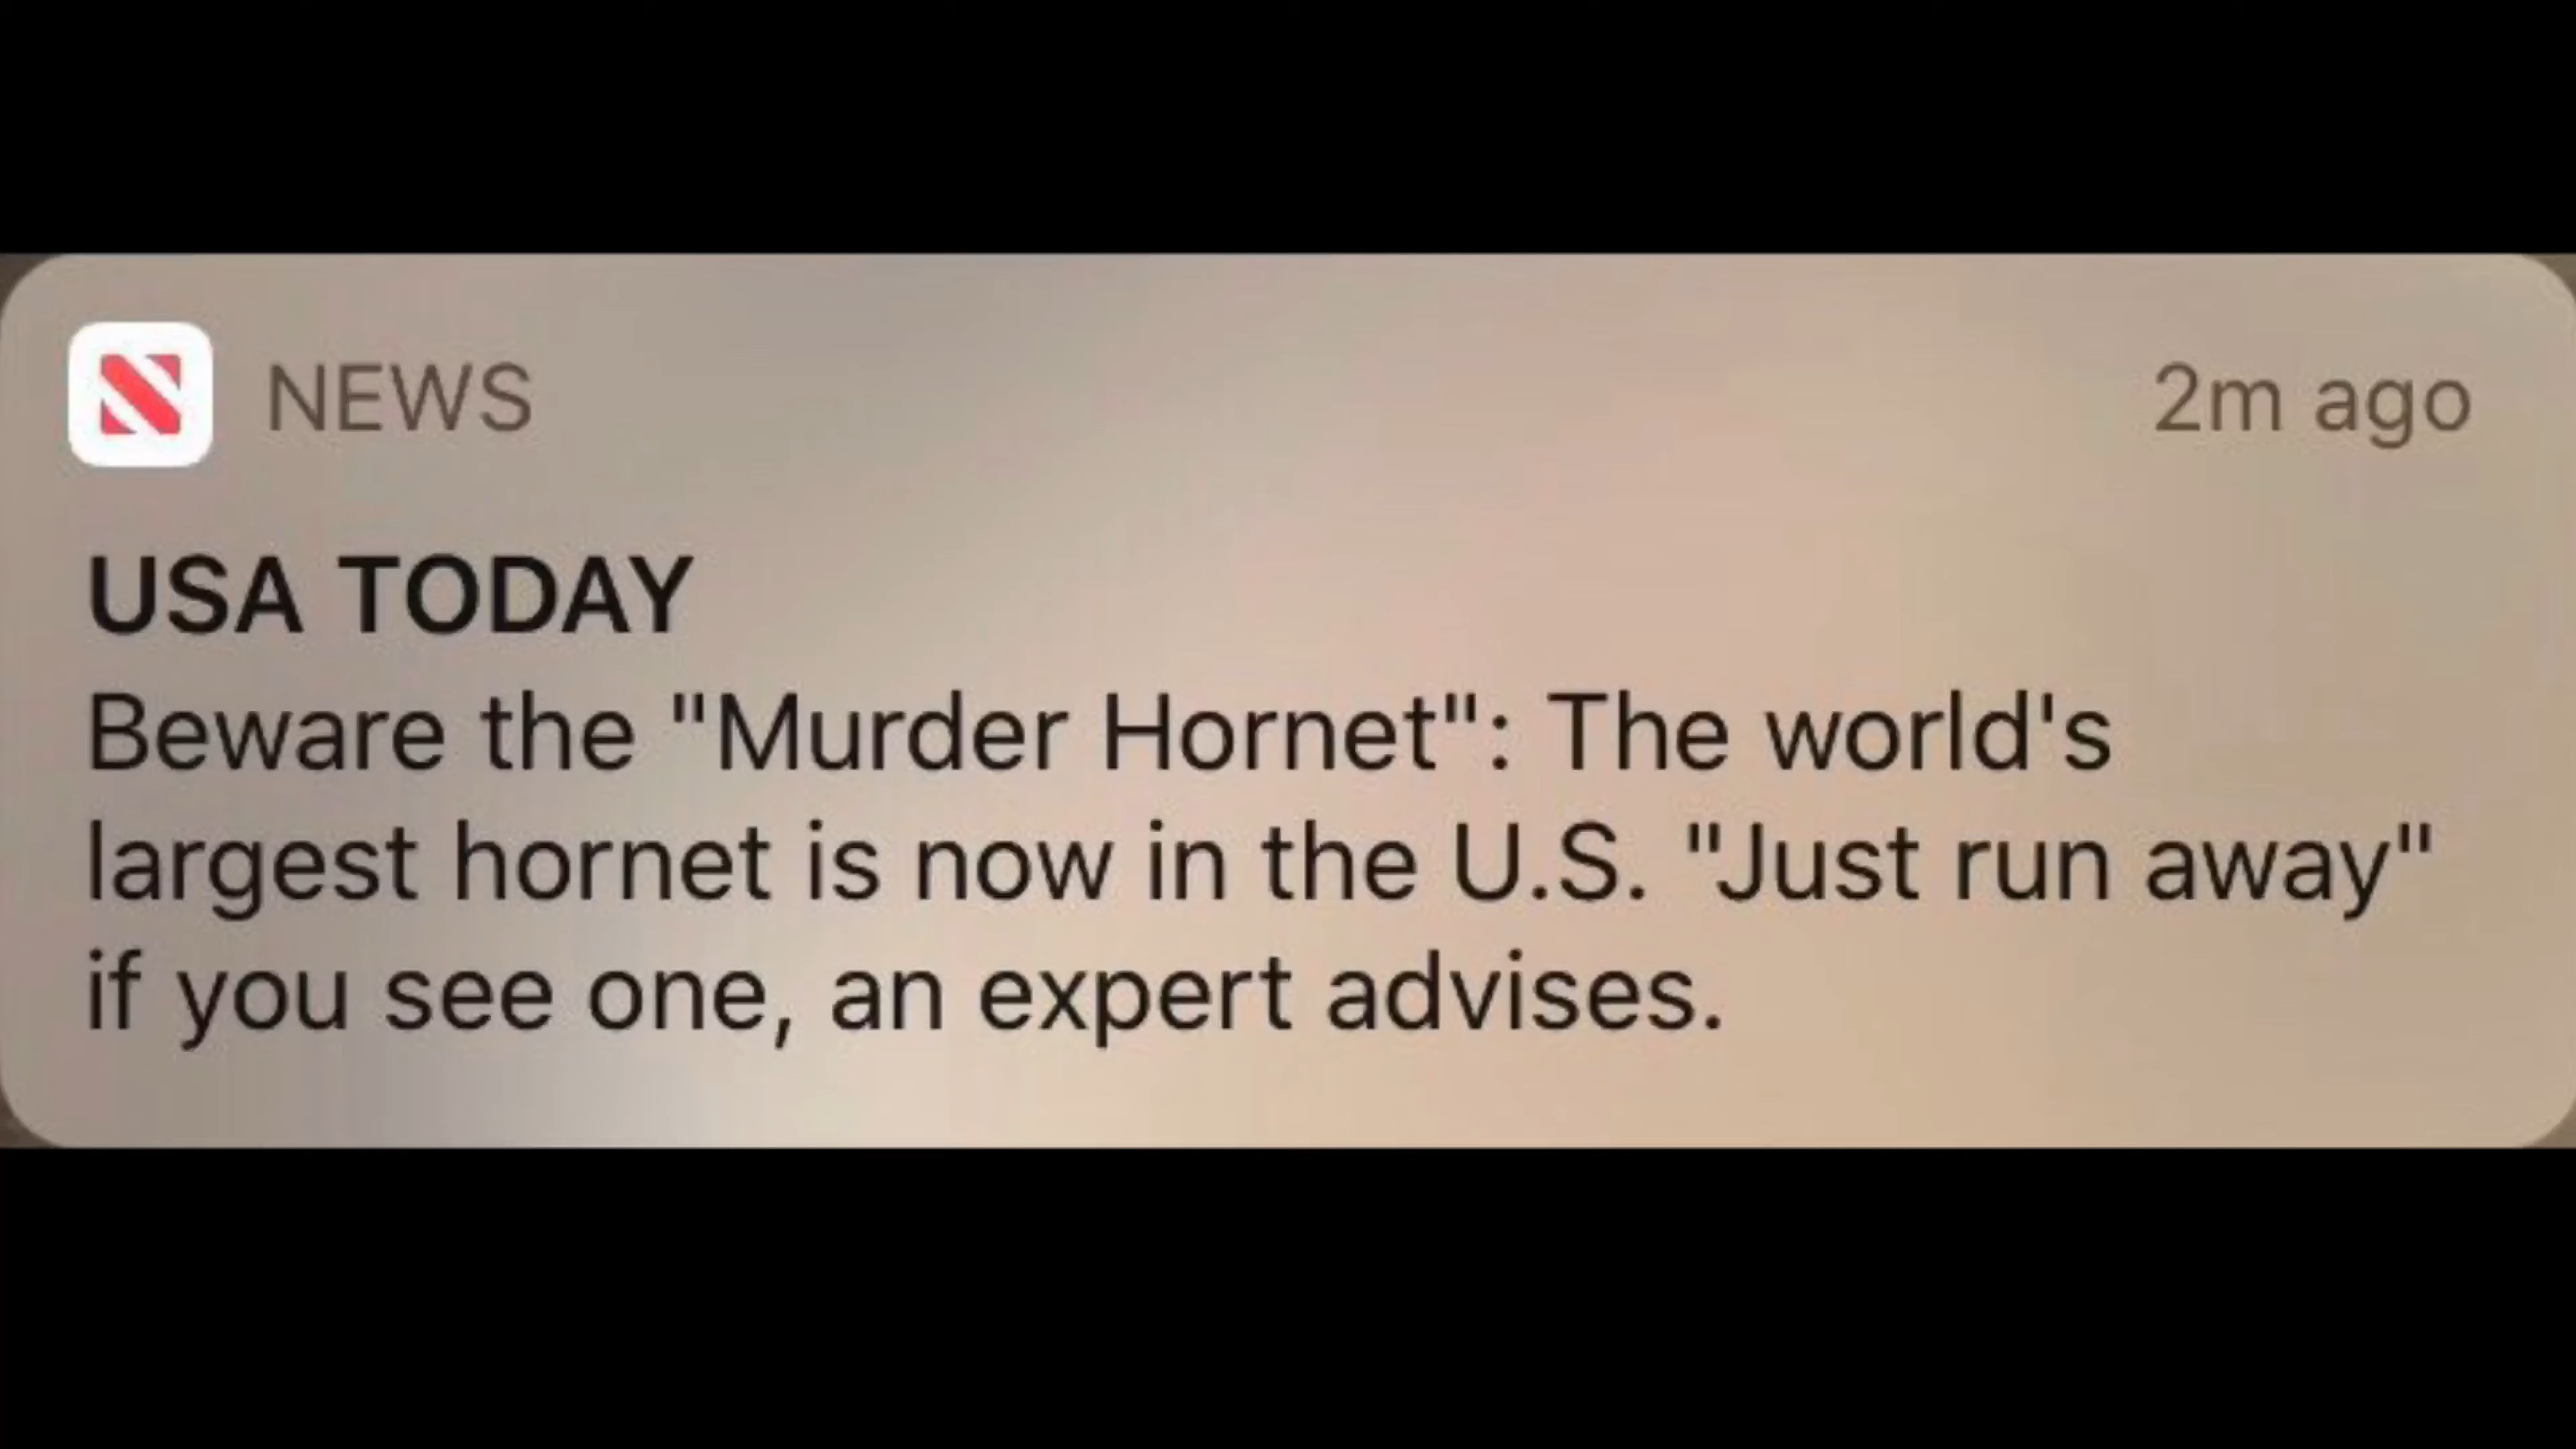 NEWS
2m ago
USA TODAY
Beware the "Murder Hornet": The world's
largest hornet is now in the U.S. "Just run away"
if you see one, an expert advises.